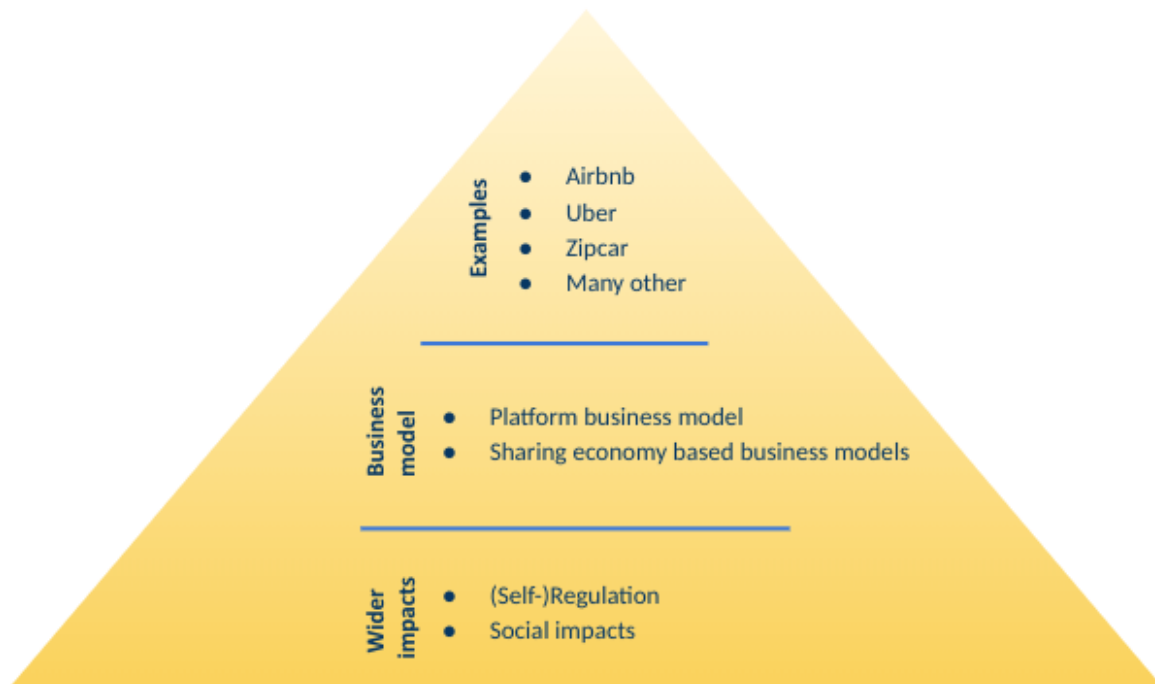 Examples
● Airbnb
● Uber
● Zipcar
● Many other
Business
model
● Platform business model
● Sharing economy based business models
Wider
impacts
● (Self-)Regulation
● Social impacts